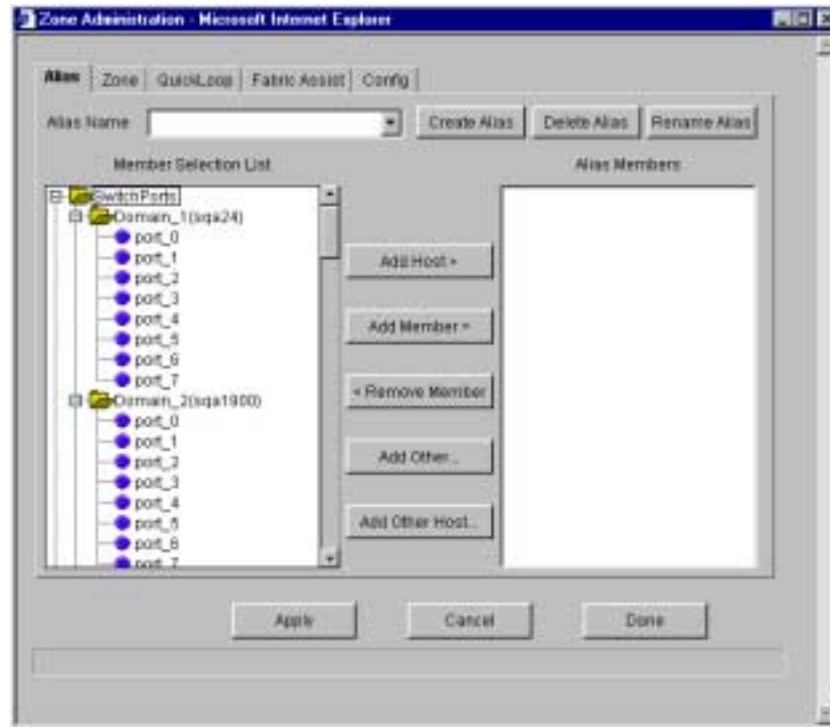 Zone Administration - Microsoft Internet Explorer
Alias Zone QuickLoop Fabric Assist Config
Alias Name Create Alias Delete Alias Rename Alias
Member Selection List Alias Members
SwitchPorts
Domain_1(sqa24)
port_0
port_1
port_2
port_3
port_4
port_5
port_6
port_7
Domain_2(sqa1900)
port_0
port_1
port_2
port_3
port_4
port_5
port_6
port_7
Add Host >
Add Member >
< Remove Member
Add Other...
Add Other Host...
Apply Cancel Done